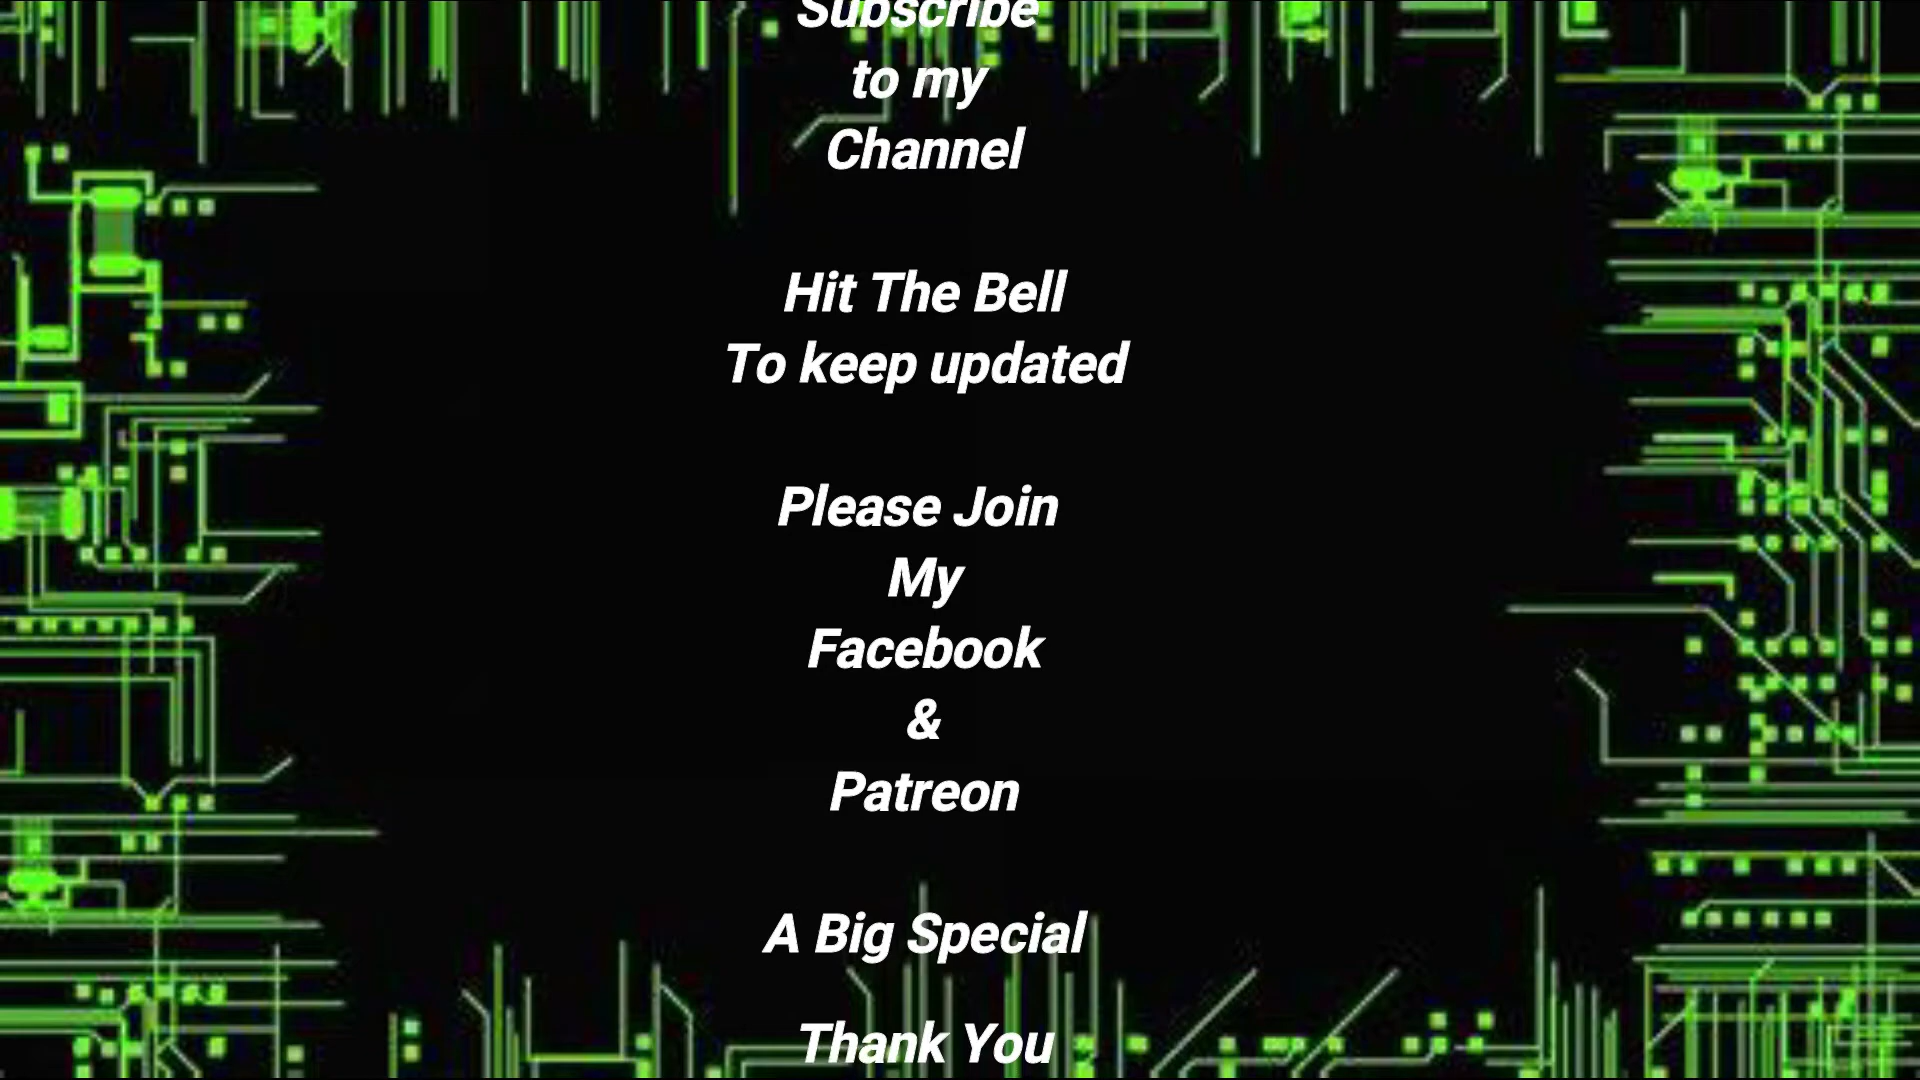 Subscribe
to my
Channel
Hit The Bell
To keep updated
Please Join
My
Facebook
&
Patreon
A Big Special
Thank You